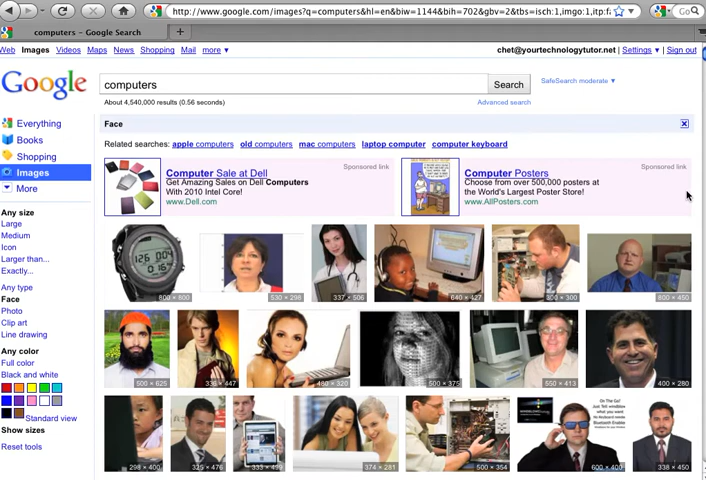 http://www.google.com/images?q=computers&hl=en&biw=1144&bih=702&gbv=2&tbs=isch:1,imgo:1,itp:f
computers - Google Search
Web Images Videos Maps News Shopping Mail more ▼
chet@yourtechnologytutor.net | Settings ▼ | Sign out
Google
computers
Search
SafeSearch moderate ▼
About 4,540,000 results (0.56 seconds)
Advanced search
Everything
Books
Shopping
Images
More
Any size
Large
Medium
Icon
Larger than...
Exactly...
Any type
Face
Photo
Clip art
Line drawing
Any color
Full color
Black and white
Standard view
Show sizes
Reset tools
Face
Related searches: apple computers old computers mac computers laptop computer computer keyboard
Computer Sale at Dell
Sponsored link
Get Amazing Sales on Dell Computers
With 2010 Intel Core!
www.Dell.com
Computer Posters
Sponsored link
Choose from over 500,000 posters at
the World's Largest Poster Store!
www.AllPosters.com
800 × 800
530 × 298
337 × 506
640 × 427
300 × 300
800 × 450
500 × 625
336 × 447
480 × 320
500 × 375
550 × 413
400 × 280
298 × 400
325 × 476
333 × 499
374 × 281
500 × 354
600 × 400
338 × 450